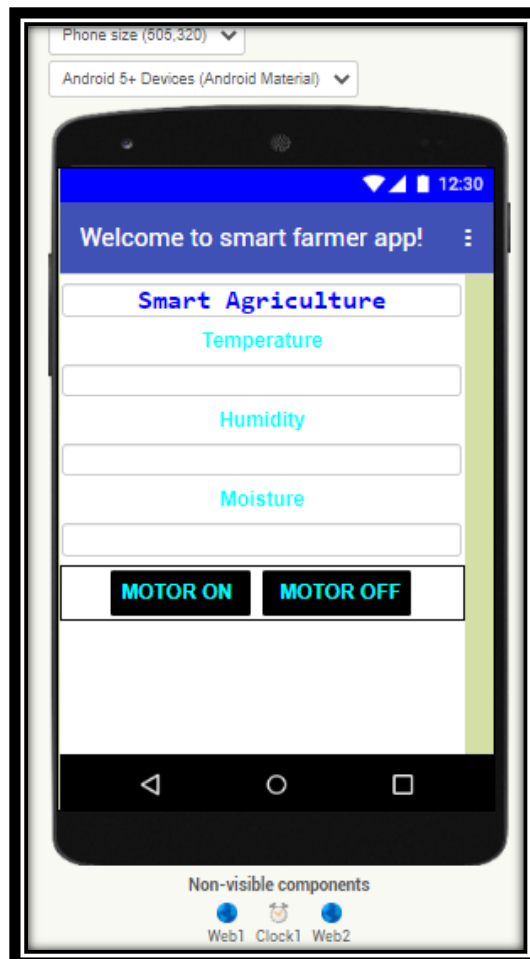 Phone size (505,320)
Android 5+ Devices (Android Material)
12:30
Welcome to smart farmer app!
Smart Agriculture
Temperature
Humidity
Moisture
MOTOR ON MOTOR OFF
Non-visible components
Web1 Clock1 Web2